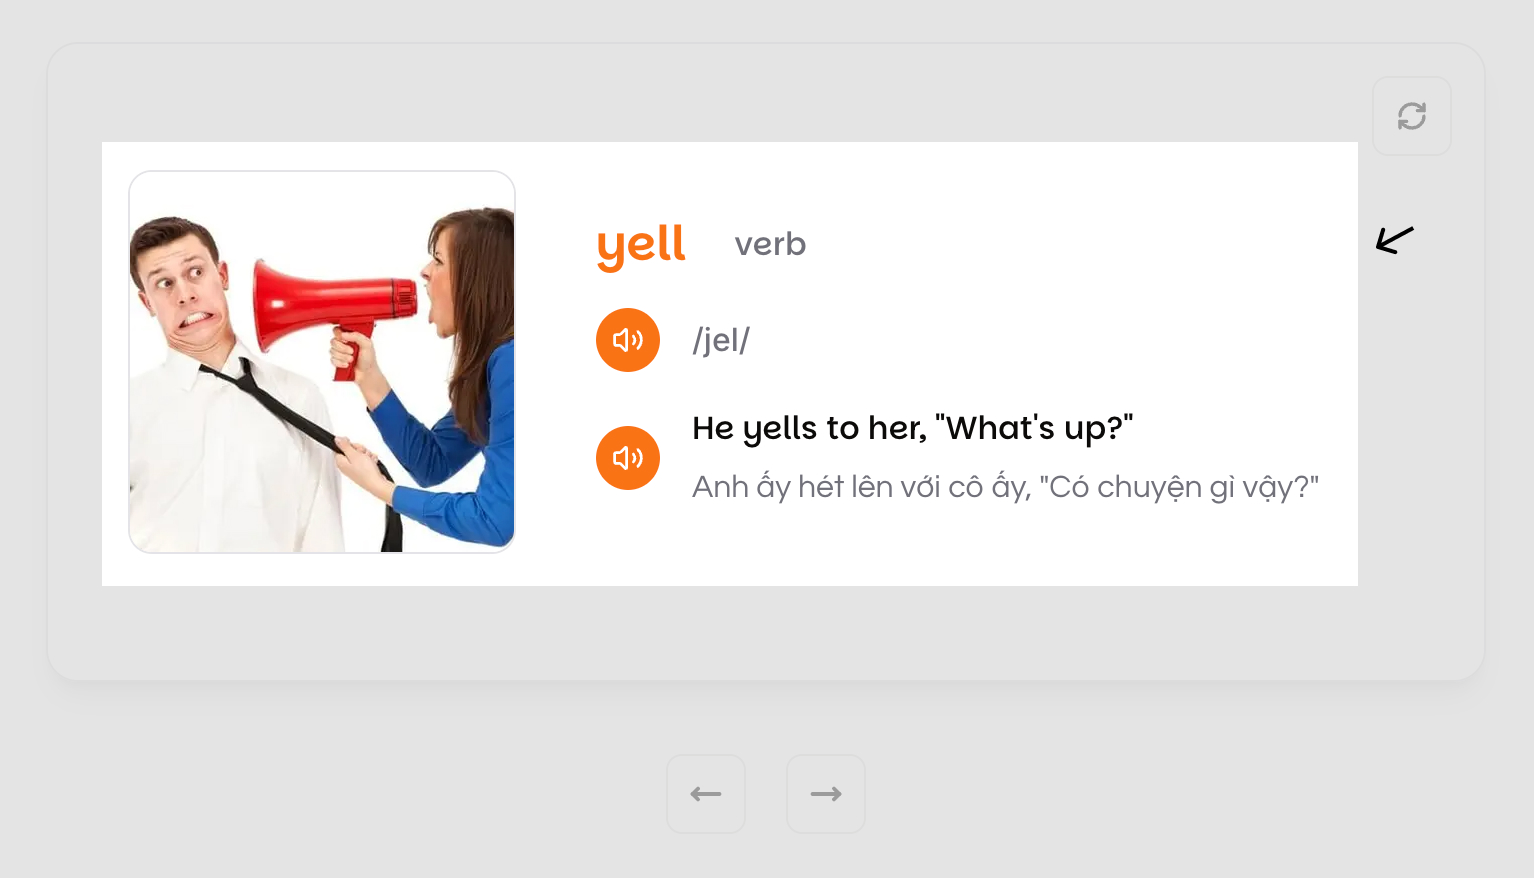 yell verb
/jel/
He yells to her, "What's up?"
Anh ấy hét lên với cô ấy, "Có chuyện gì vậy?"